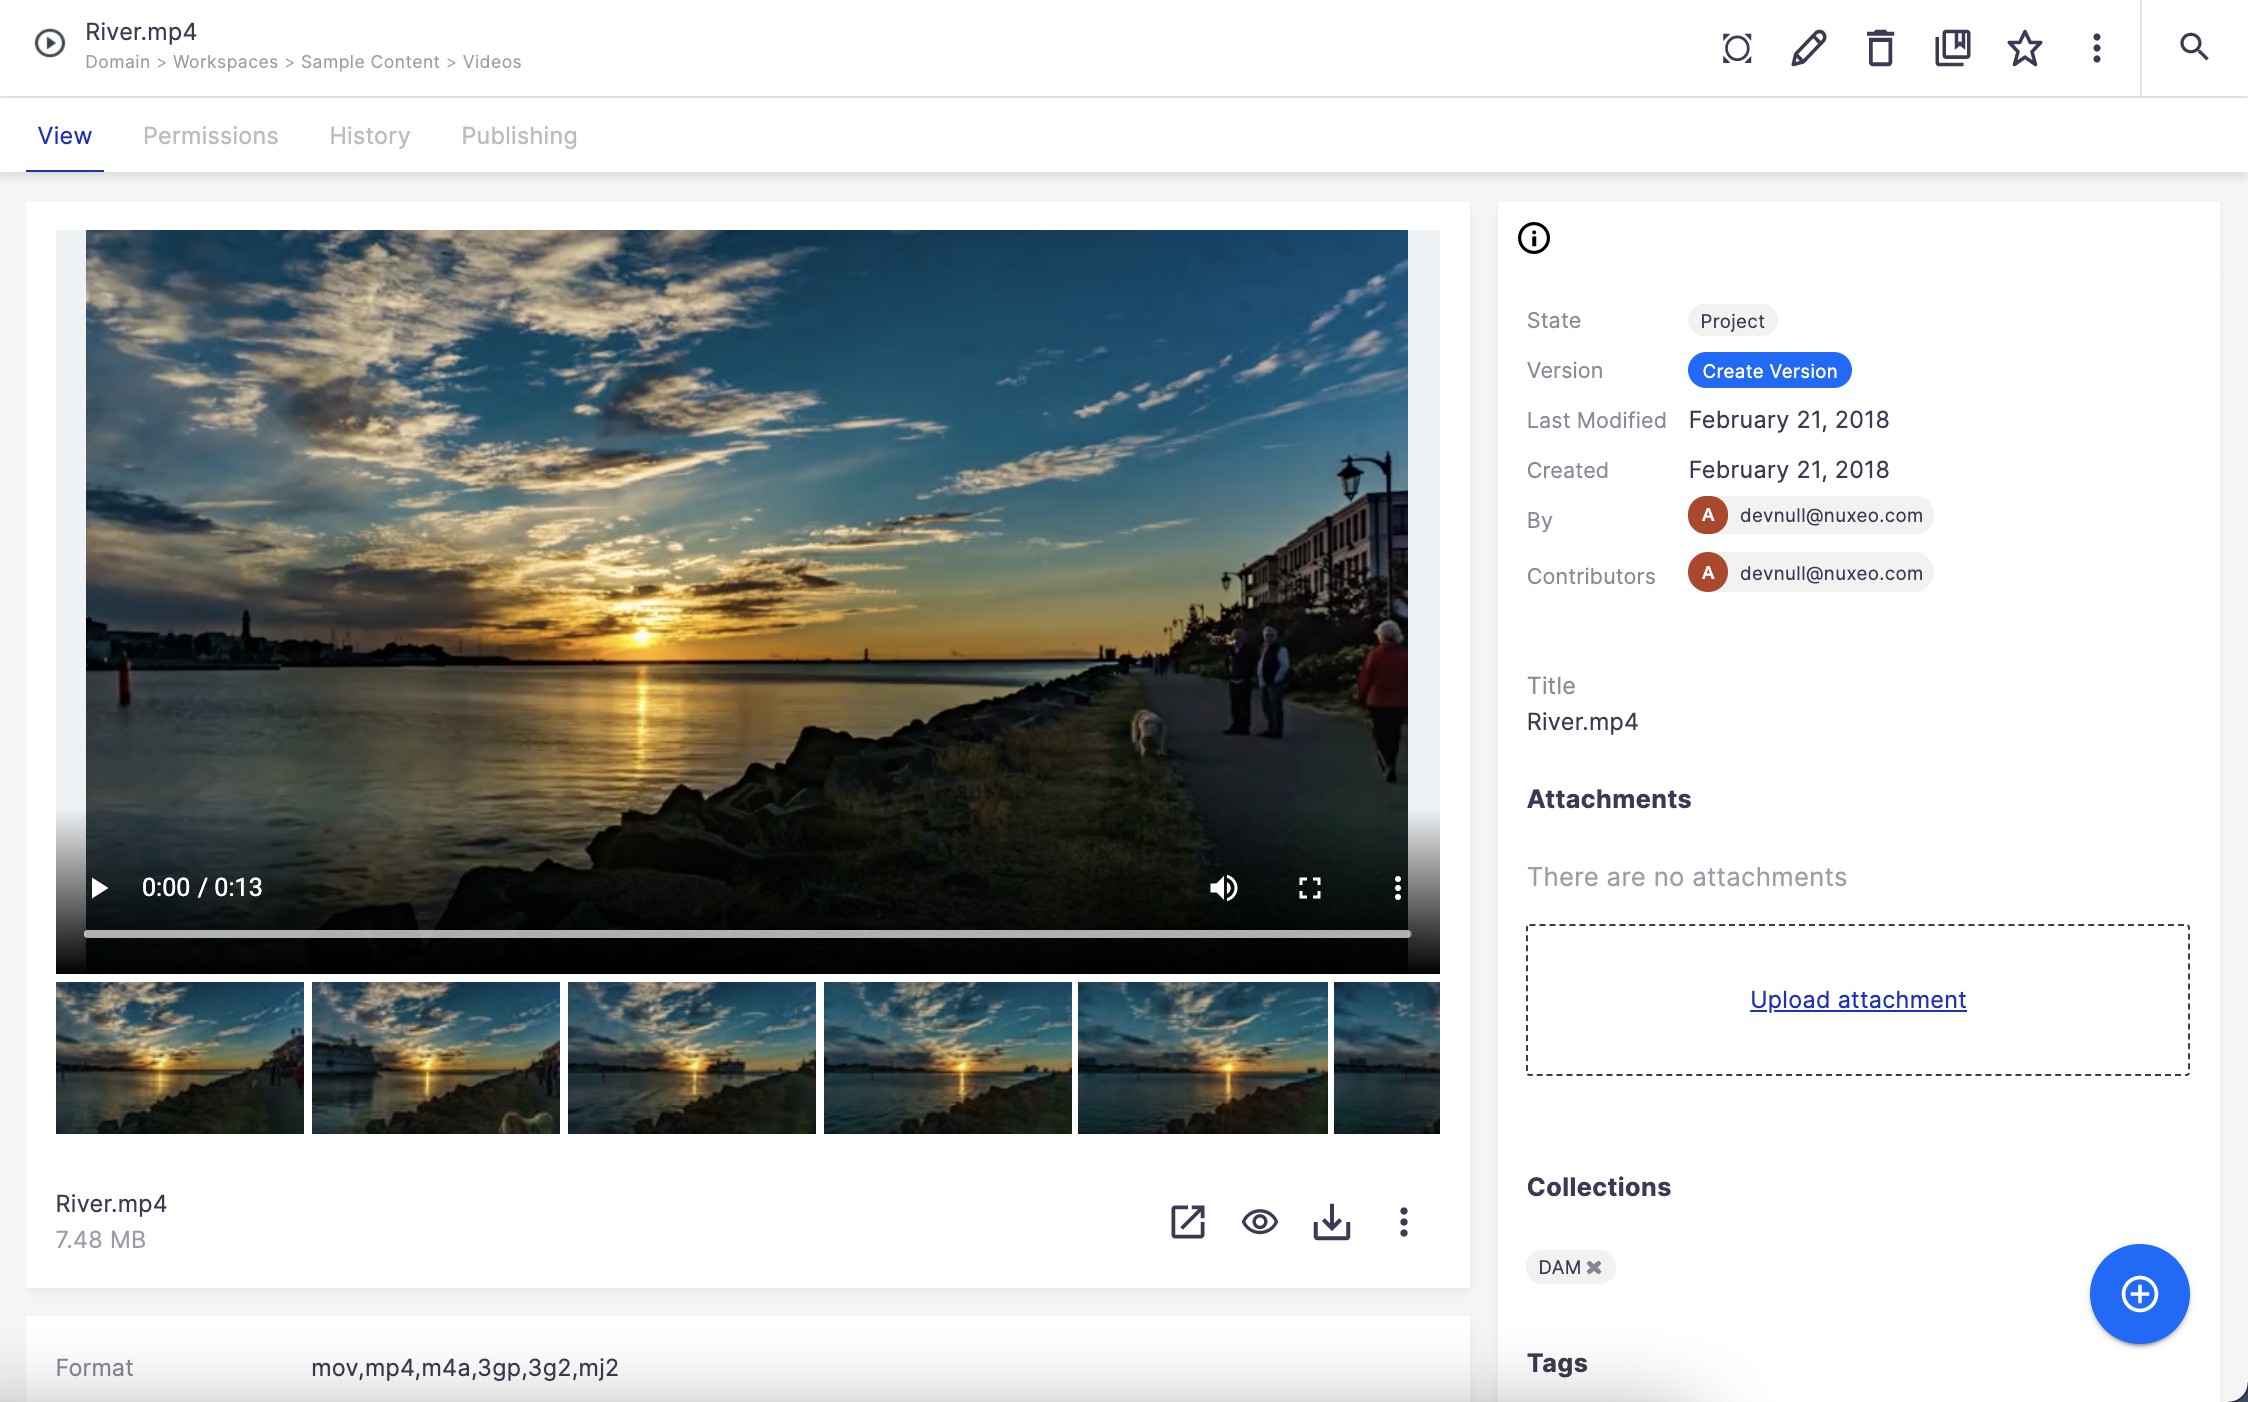 River.mp4
Domain > Workspaces > Sample Content > Videos
View Permissions History Publishing
State Project
Version Create Version
Last Modified February 21, 2018
Created February 21, 2018
By A devnull@nuxeo.com
Contributors A devnull@nuxeo.com
Title
River.mp4
Attachments
There are no attachments
Upload attachment
Collections
DAM
Tags
0:00 / 0:13
River.mp4
7.48 MB
Format mov,mp4,m4a,3gp,3g2,mj2